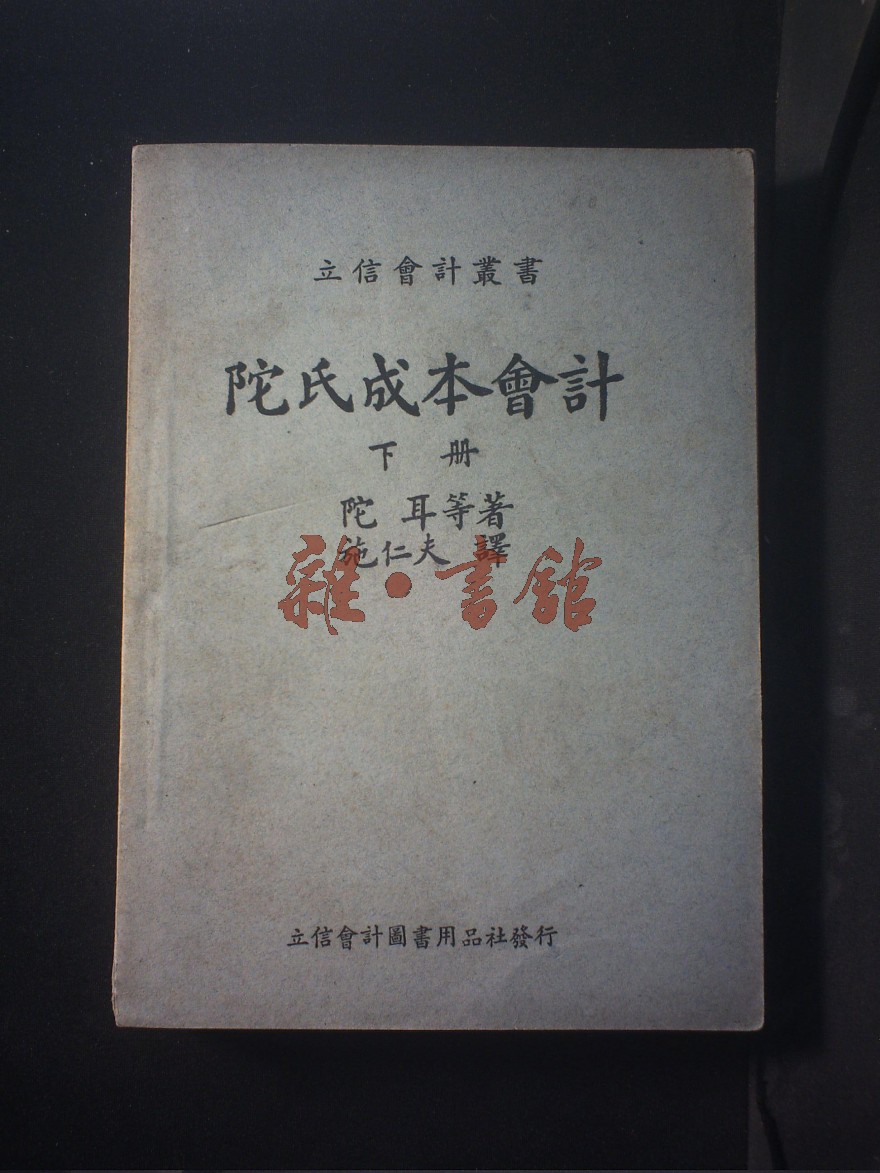 立信會計叢書
陀氏成本會計
下 册
陀 耳等著
施仁夫 譯
雜·書館
立信會計圖書用品社發行